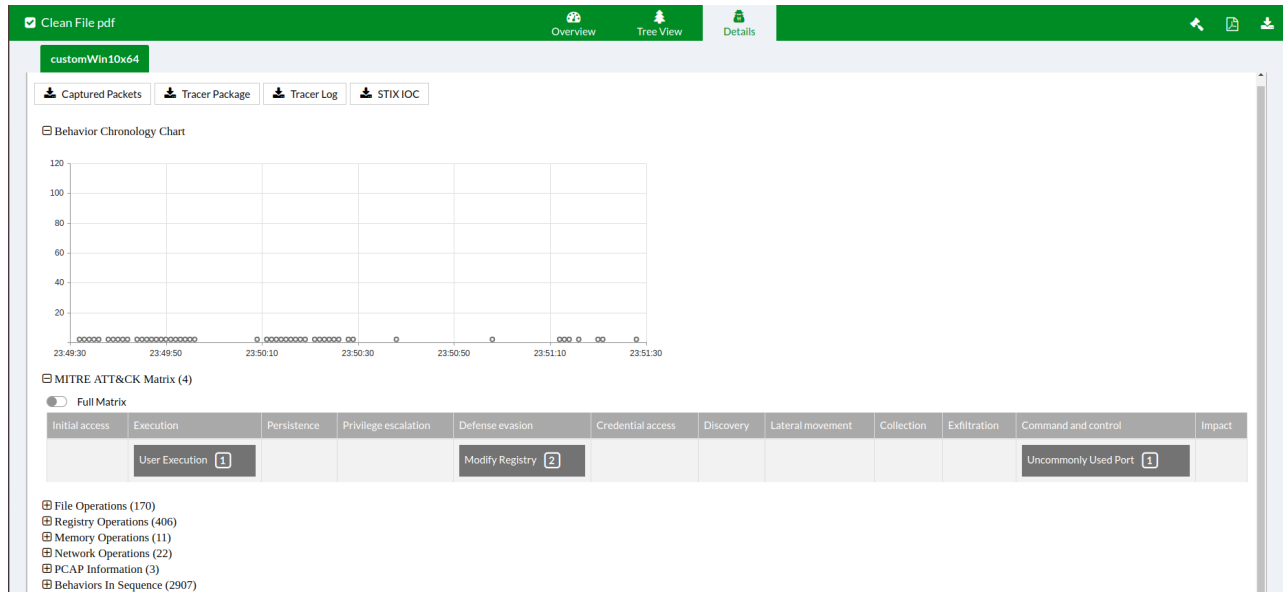 Clean File pdf
Overview
Tree View
Details
customWin10x64
Captured Packets Tracer Package Tracer Log STIX IOC
Behavior Chronology Chart
120
100
80
60
40
20
23:49:30 23:49:50 23:50:10 23:50:30 23:50:50 23:51:10 23:51:30
MITRE ATT&CK Matrix (4)
Full Matrix
Initial access Execution Persistence Privilege escalation Defense evasion Credential access Discovery Lateral movement Collection Exfiltration Command and control Impact
User Execution 1 Modify Registry 2 Uncommonly Used Port 1
File Operations (170)
Registry Operations (406)
Memory Operations (11)
Network Operations (22)
PCAP Information (3)
Behaviors In Sequence (2907)